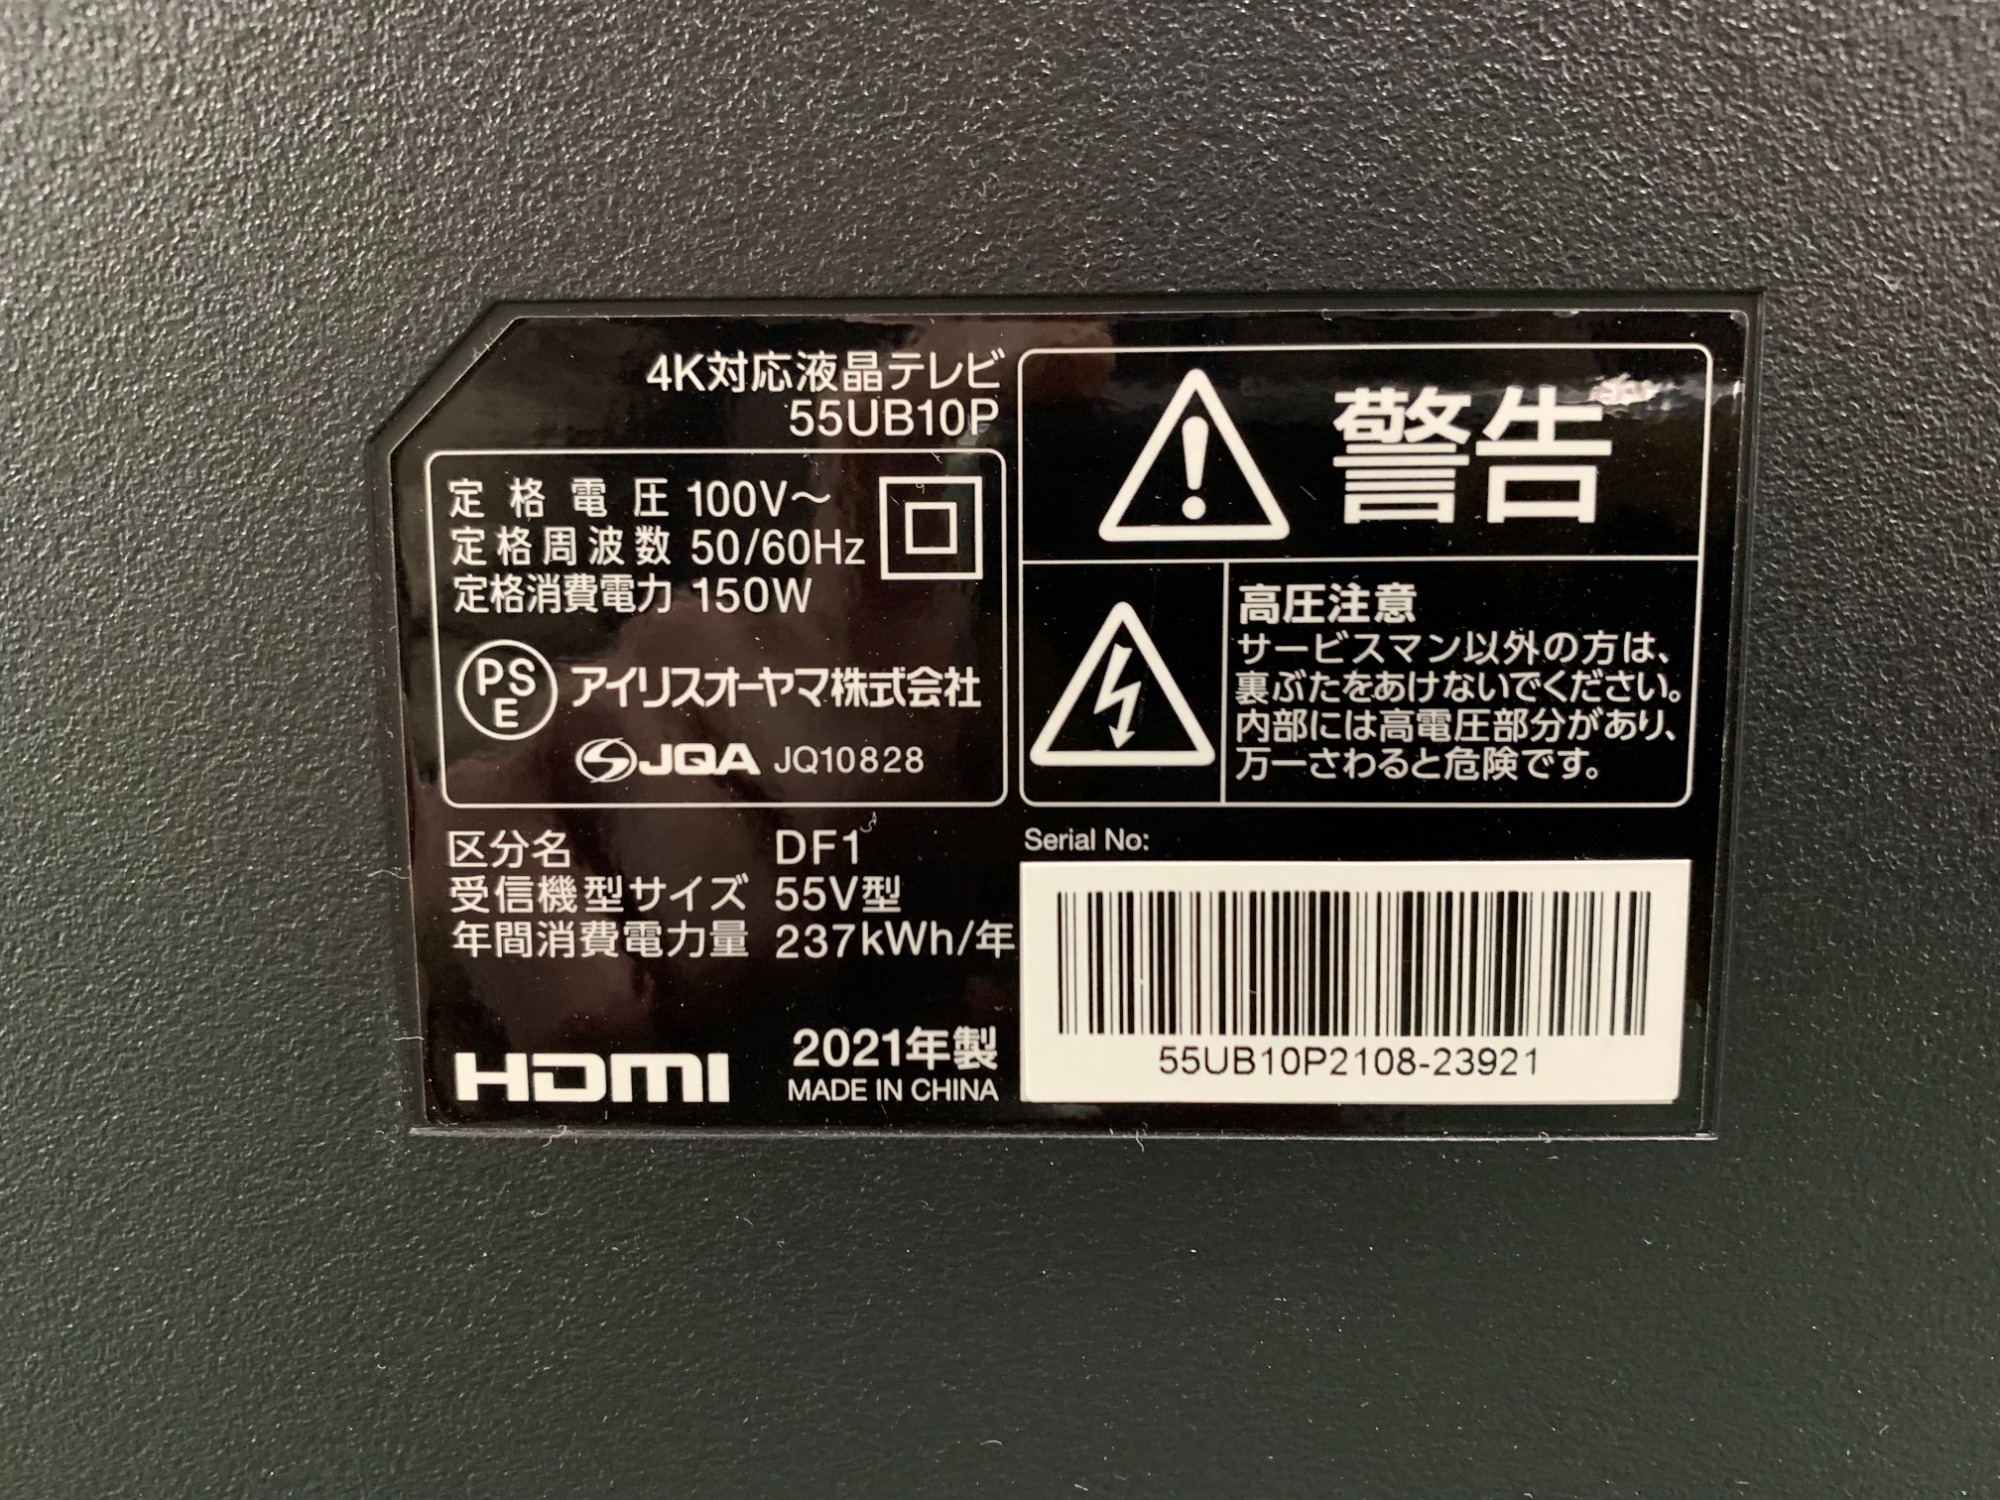 4K対応液晶テレビ
55UB10P
定格電圧 100V～
定格周波数 50/60Hz
定格消費電力 150W
PS
E
アイリスオーヤマ株式会社
JQA JQ10828
区分名 DF1
受信機型サイズ 55V型
年間消費電力量 237kWh/年
HDMI
2021年製
MADE IN CHINA
警告
高圧注意
サービスマン以外の方は、
裏ぶたをあけないでください。
内部には高電圧部分があり、
万一さわると危険です。
Serial No:
55UB10P2108-23921